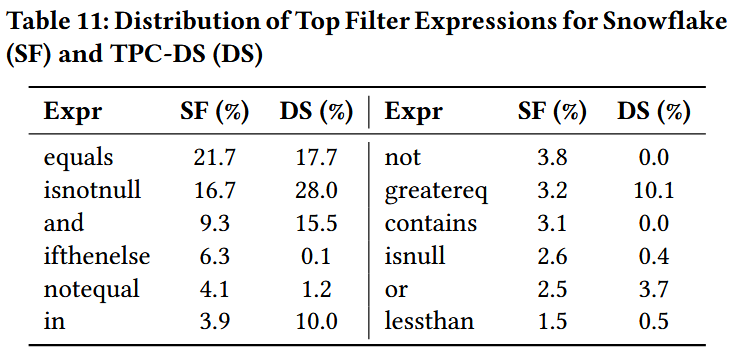 Table 11: Distribution of Top Filter Expressions for Snowflake
(SF) and TPC-DS (DS)
Expr SF (%) DS (%) Expr SF (%) DS (%)
equals 21.7 17.7 not 3.8 0.0
isnotnull 16.7 28.0 greatereq 3.2 10.1
and 9.3 15.5 contains 3.1 0.0
ifthenelse 6.3 0.1 isnull 2.6 0.4
notequal 4.1 1.2 or 2.5 3.7
in 3.9 10.0 lessthan 1.5 0.5